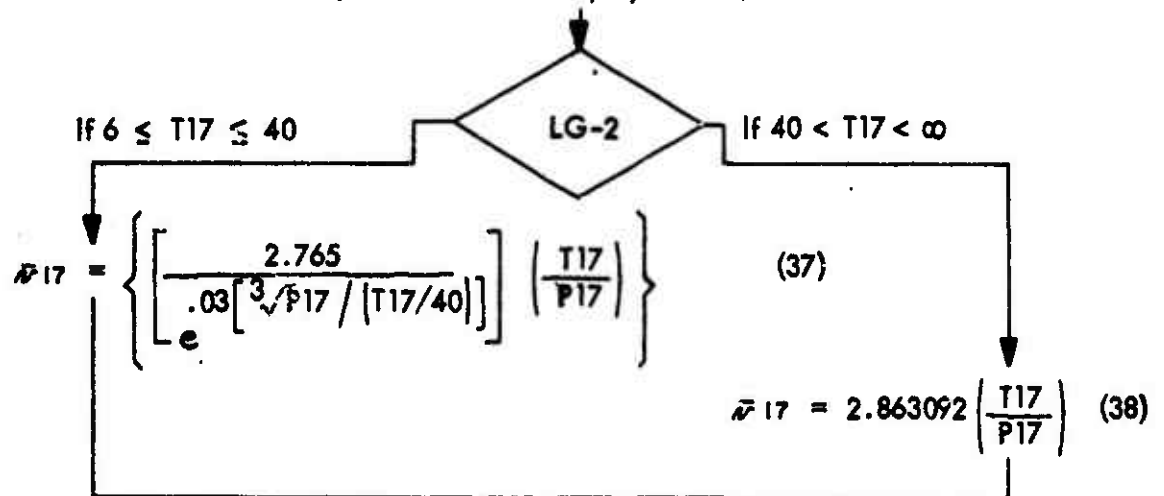 If 6 ≤ T17 ≤ 40
LG-2
If 40 < T17 < ∞
v̄ 17 = { [ 2.765 / e^.03[ ∛P17 / (T17/40) ] ] ( T17 / P17 ) } (37)
v̄ 17 = 2.863092 ( T17 / P17 ) (38)